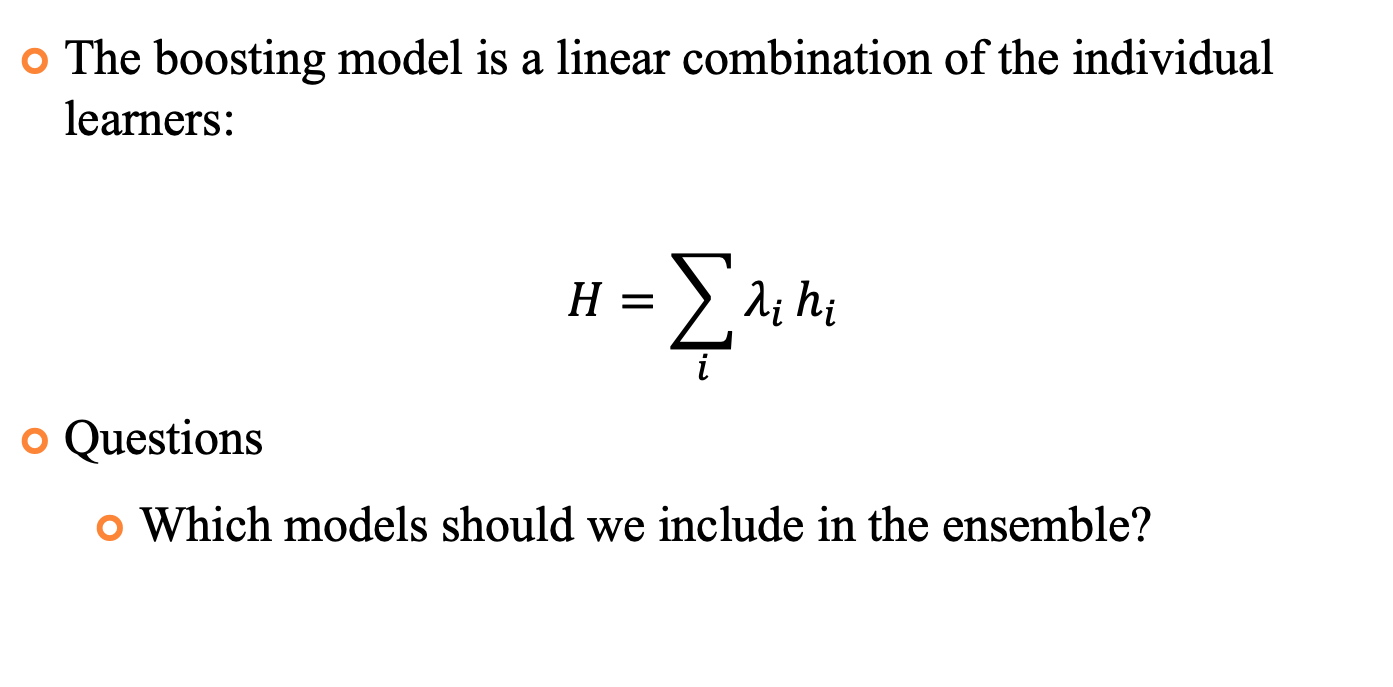 The boosting model is a linear combination of the individual
learners:
H = ∑ λᵢ hᵢ
i
Questions
Which models should we include in the ensemble?